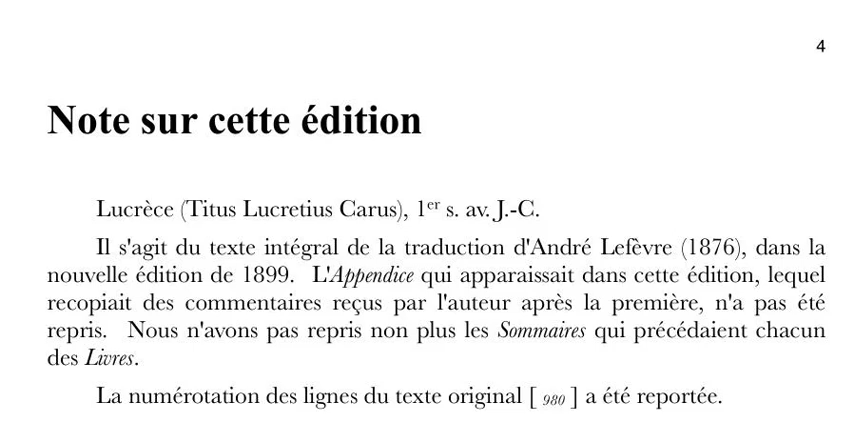 4
Note sur cette édition
Lucrèce (Titus Lucretius Carus), 1er s. av. J.-C.
Il s'agit du texte intégral de la traduction d'André Lefèvre (1876), dans la
nouvelle édition de 1899. L'Appendice qui apparaissait dans cette édition, lequel
recopiait des commentaires reçus par l'auteur après la première, n'a pas été
repris. Nous n'avons pas repris non plus les Sommaires qui précédaient chacun
des Livres.
La numérotation des lignes du texte original [ 980 ] a été reportée.